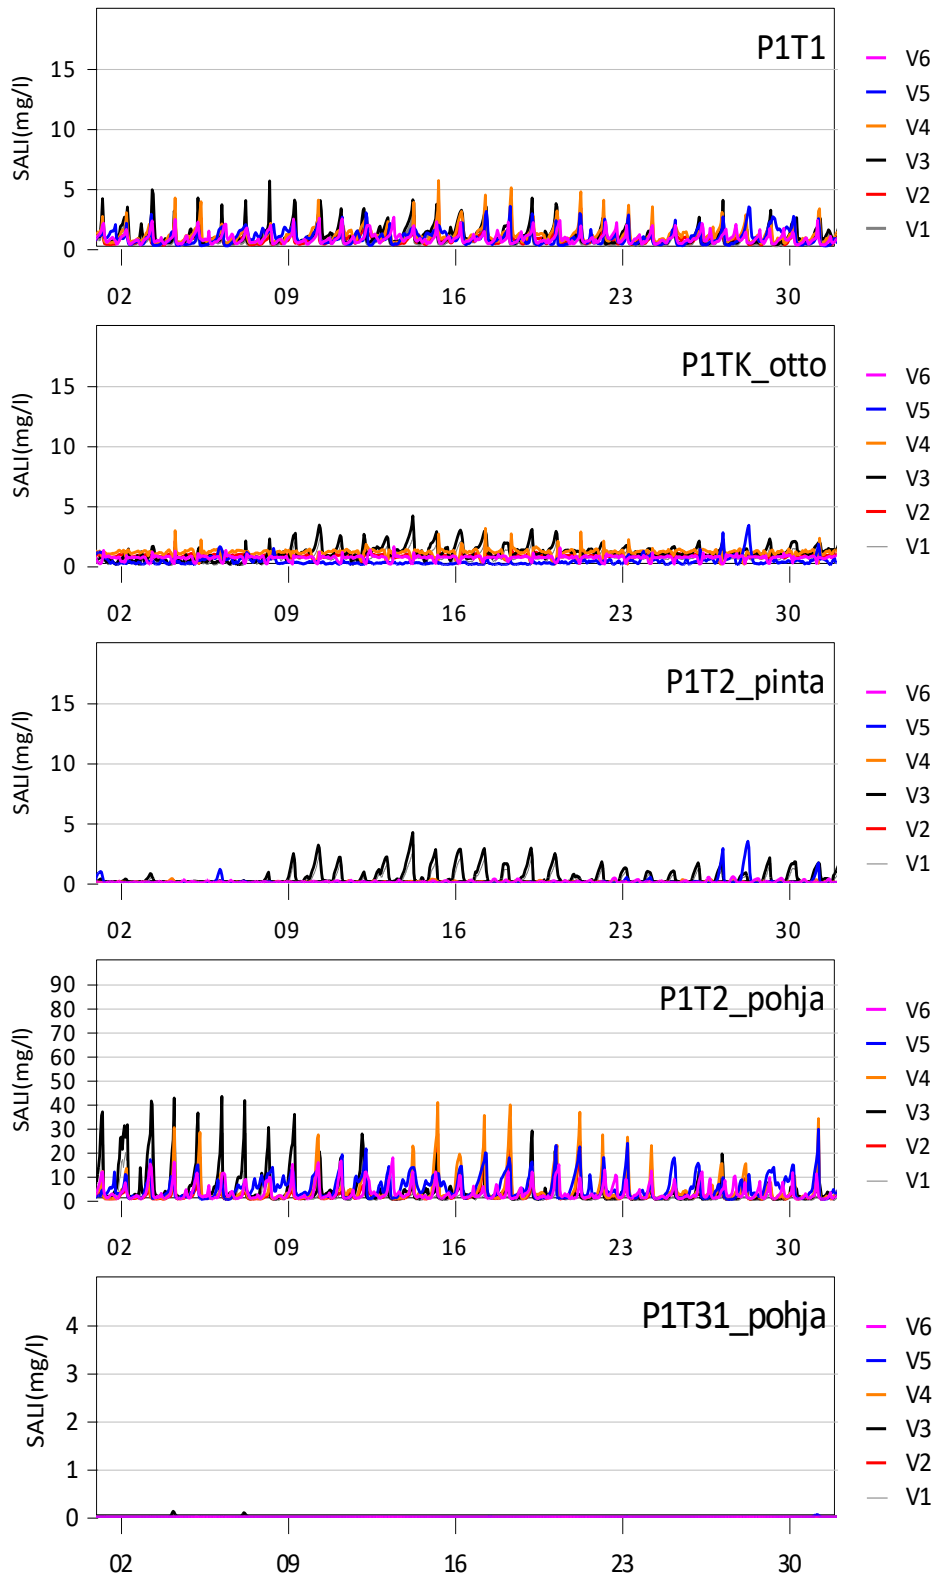 P1T1
SALI(mg/l)
15
10
5
0
02 09 16 23 30
V6
V5
V4
V3
V2
V1
P1TK_otto
SALI(mg/l)
15
10
5
0
02 09 16 23 30
V6
V5
V4
V3
V2
V1
P1T2_pinta
SALI(mg/l)
15
10
5
0
02 09 16 23 30
V6
V5
V4
V3
V2
V1
P1T2_pohja
SALI(mg/l)
90
80
70
60
50
40
30
20
10
0
02 09 16 23 30
V6
V5
V4
V3
V2
V1
P1T31_pohja
SALI(mg/l)
4
3
2
1
0
02 09 16 23 30
V6
V5
V4
V3
V2
V1